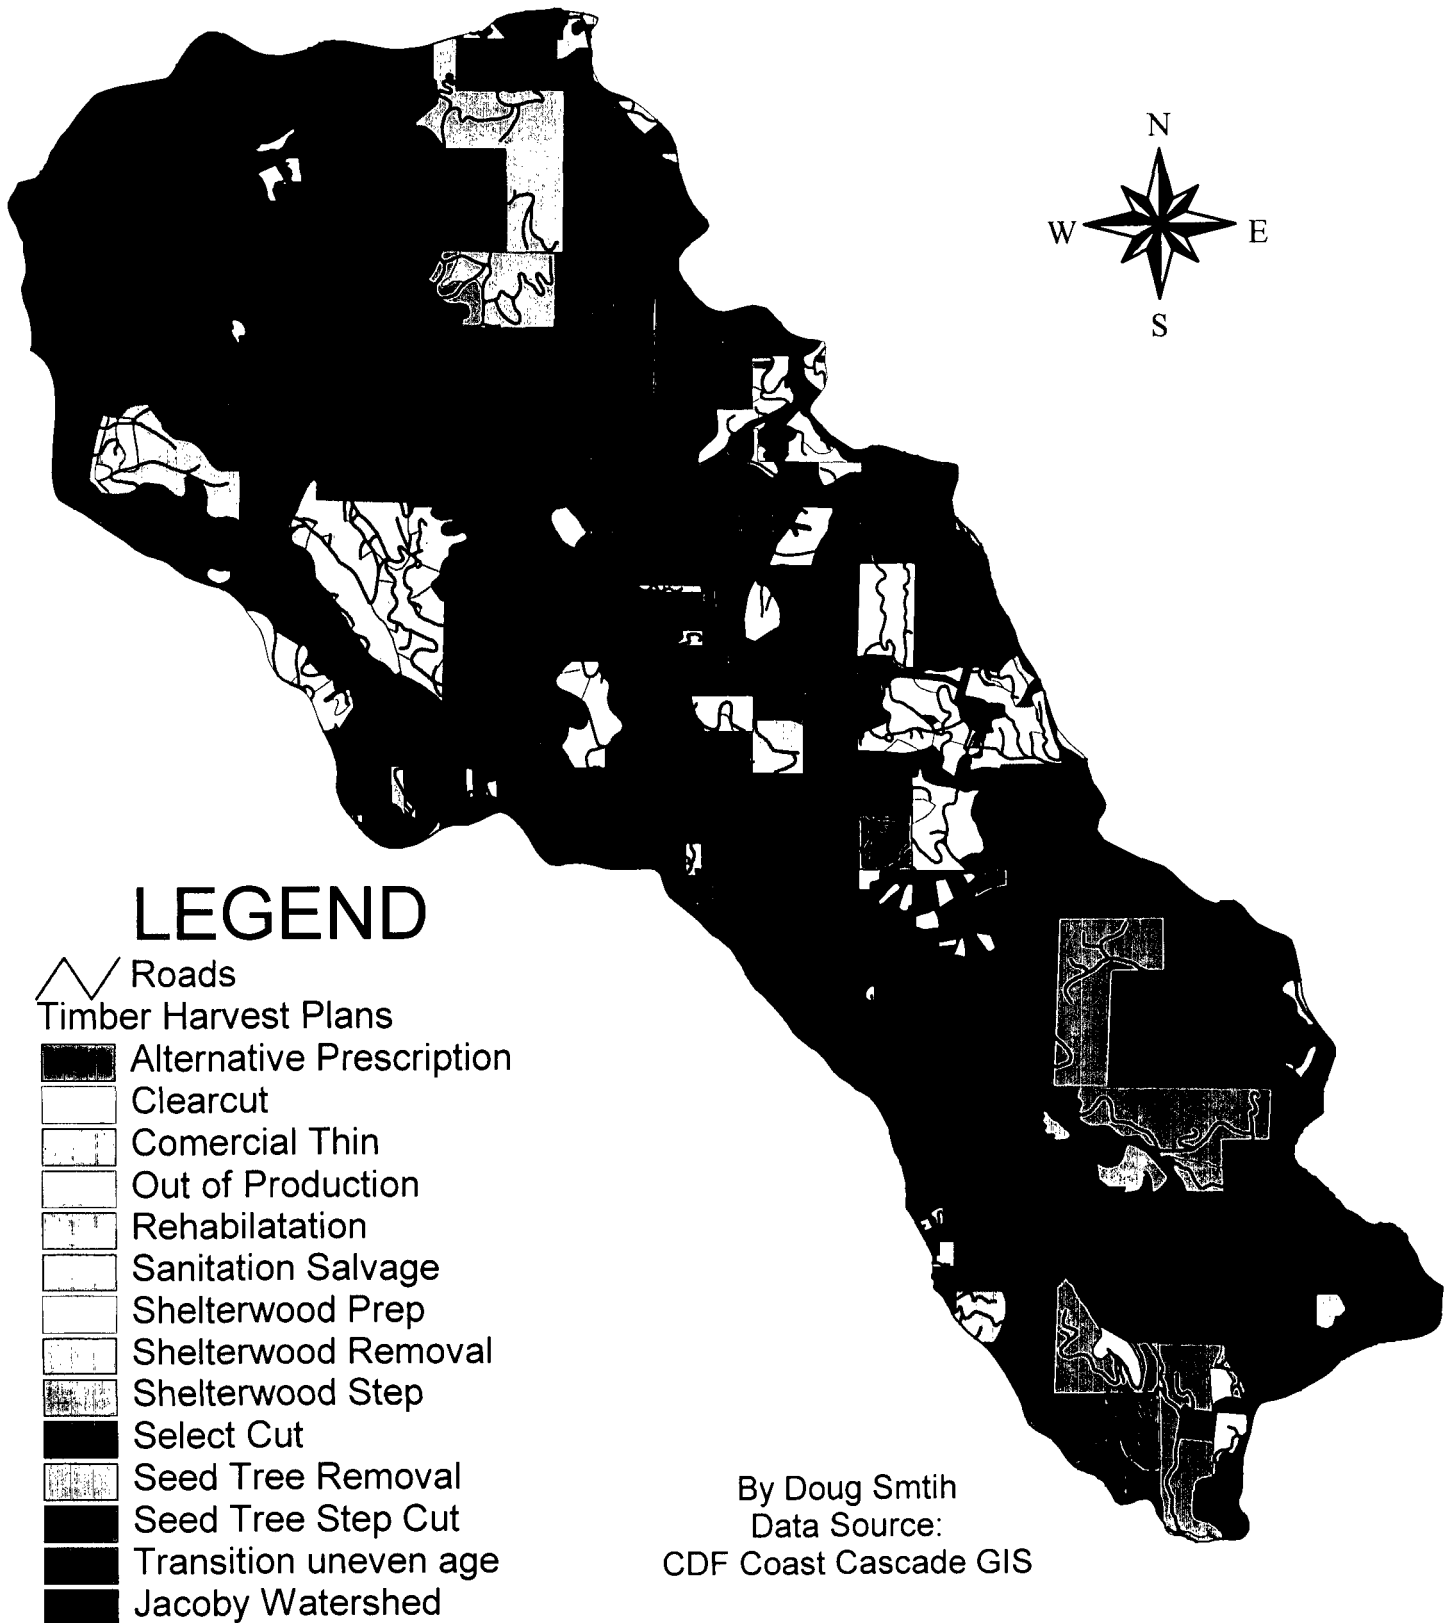 N
W E
S
LEGEND
Roads
Timber Harvest Plans
Alternative Prescription
Clearcut
Comercial Thin
Out of Production
Rehabilatation
Sanitation Salvage
Shelterwood Prep
Shelterwood Removal
Shelterwood Step
Select Cut
Seed Tree Removal
Seed Tree Step Cut
Transition uneven age
Jacoby Watershed
By Doug Smtih
Data Source:
CDF Coast Cascade GIS